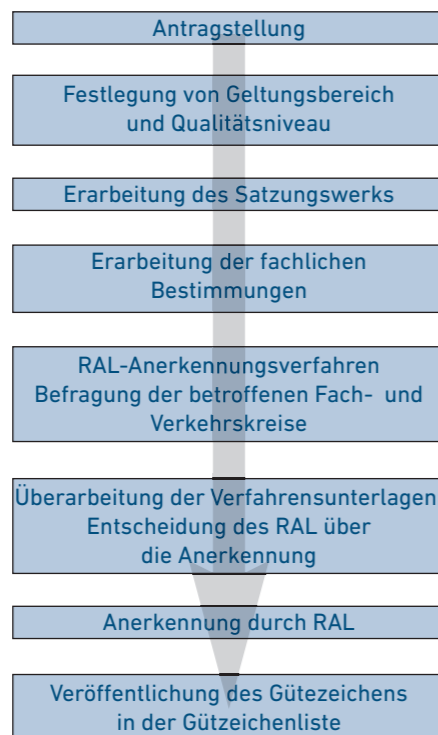 Antragstellung
Festlegung von Geltungsbereich
und Qualitätsniveau
Erarbeitung des Satzungswerks
Erarbeitung der fachlichen
Bestimmungen
RAL-Anerkennungsverfahren
Befragung der betroffenen Fach- und
Verkehrskreise
Überarbeitung der Verfahrensunterlagen
Entscheidung des RAL über
die Anerkennung
Anerkennung durch RAL
Veröffentlichung des Gütezeichens
in der Gützeichenliste